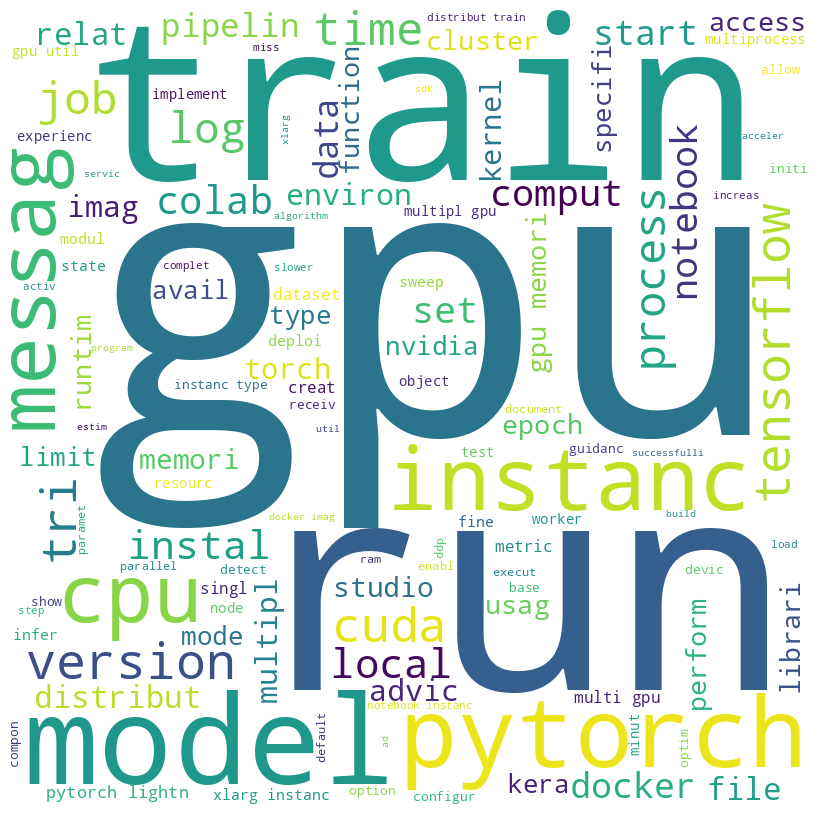 distribut train
relat
pipelin
time
start
access
gpu util
miss
cluster
multiprocess
train
job
implement
log
data
function
sdk
kernel
specifi
allow
experienc
xlarg
acceler
servic
messag
imag
colab
environ
comput
process
notebook
initi
increas
modul
algorithm
multipl gpu
gpu
tensorflow
state
complet
slower
activ
avail
dataset
sweep
set
gpu memori
runtim
type
program
deploi
nvidia
torch
instanc type
creat
object
receiv
document
estim
util
epoch
limit
memori
test
guidanc
successfulli
resourc
instanc
tri
paramet
docker imag
fine
worker
build
run
instal
ddp
metric
load
parallel
detect
ram
enabl
execut
devic
cpu
singl
studio
base
show
node
usag
step
multipl
cuda
infer
mode
version
local
perform
librari
distribut
advic
multi gpu
notebook instanc
model
pytorch
compon
default
ad
minut
optim
kera
docker
file
pytorch lightn
xlarg instanc
option
configur